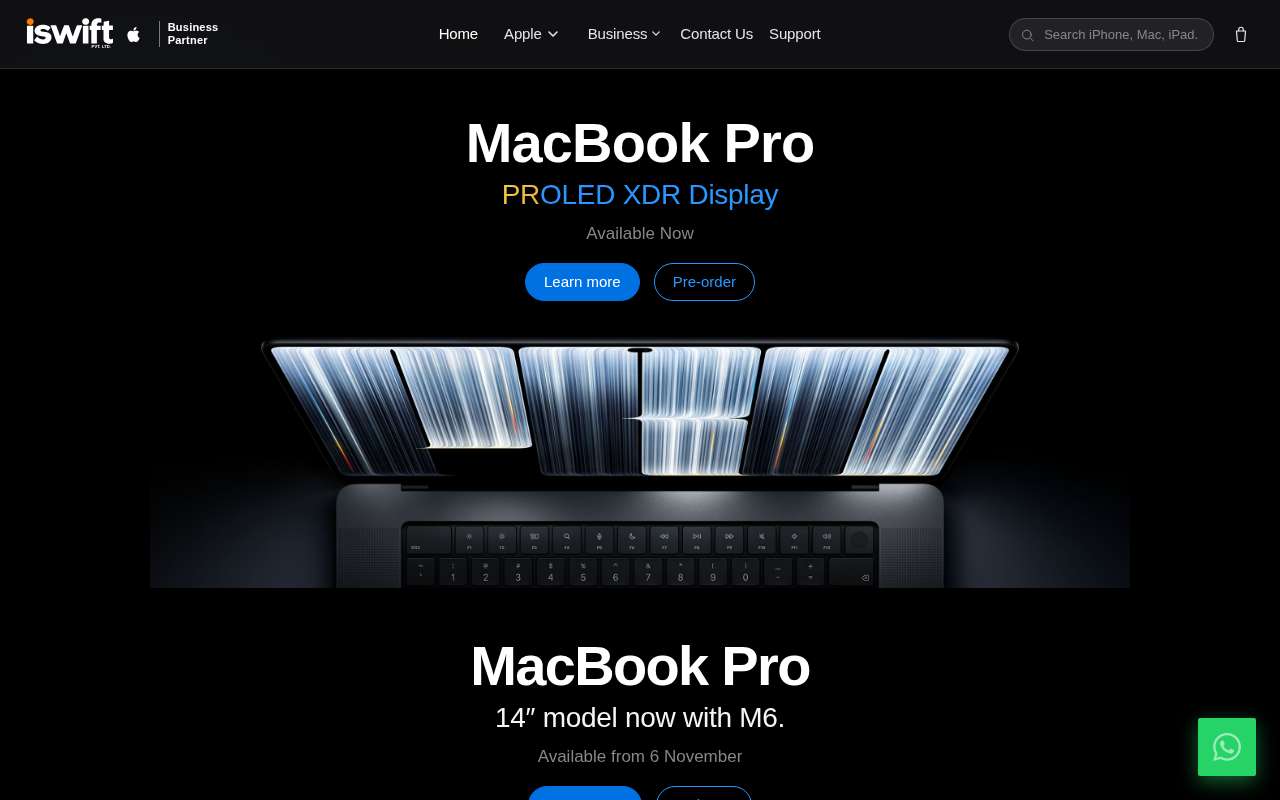 iswift
PVT. LTD.
Business
Partner
Home
Apple
Business
Contact Us
Support
Search iPhone, Mac, iPad.
MacBook Pro
PROLED XDR Display
Available Now
Learn more
Pre-order
MacBook Pro
14″ model now with M6.
Available from 6 November